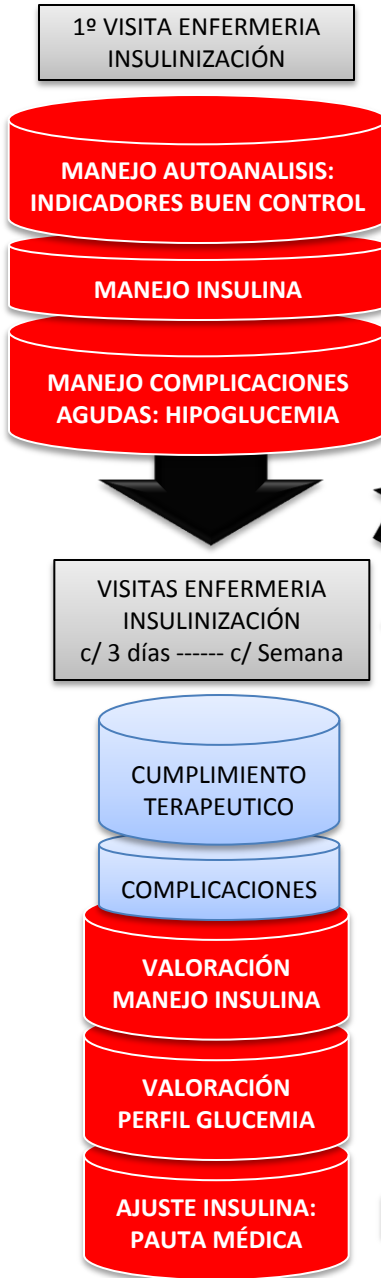 1º VISITA ENFERMERIA
INSULINIZACIÓN
MANEJO AUTOANALISIS:
INDICADORES BUEN CONTROL
MANEJO INSULINA
MANEJO COMPLICACIONES
AGUDAS: HIPOGLUCEMIA
VISITAS ENFERMERIA
INSULINIZACIÓN
c/ 3 días ------ c/ Semana
CUMPLIMIENTO
TERAPEUTICO
COMPLICACIONES
VALORACIÓN
MANEJO INSULINA
VALORACIÓN
PERFIL GLUCEMIA
AJUSTE INSULINA:
PAUTA MÉDICA